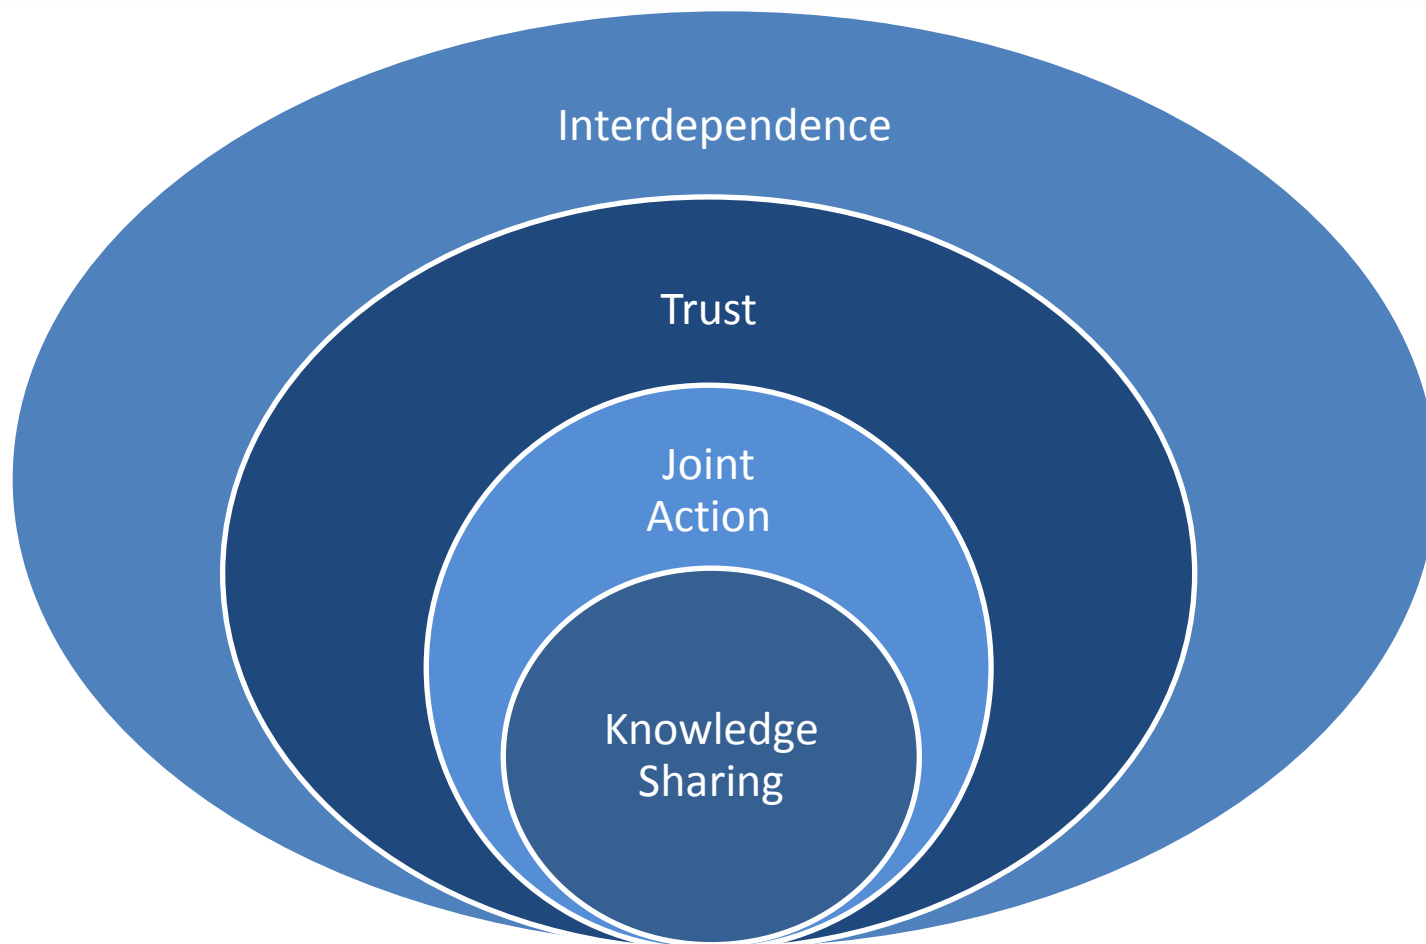 Interdependence
Trust
Joint
Action
Knowledge
Sharing